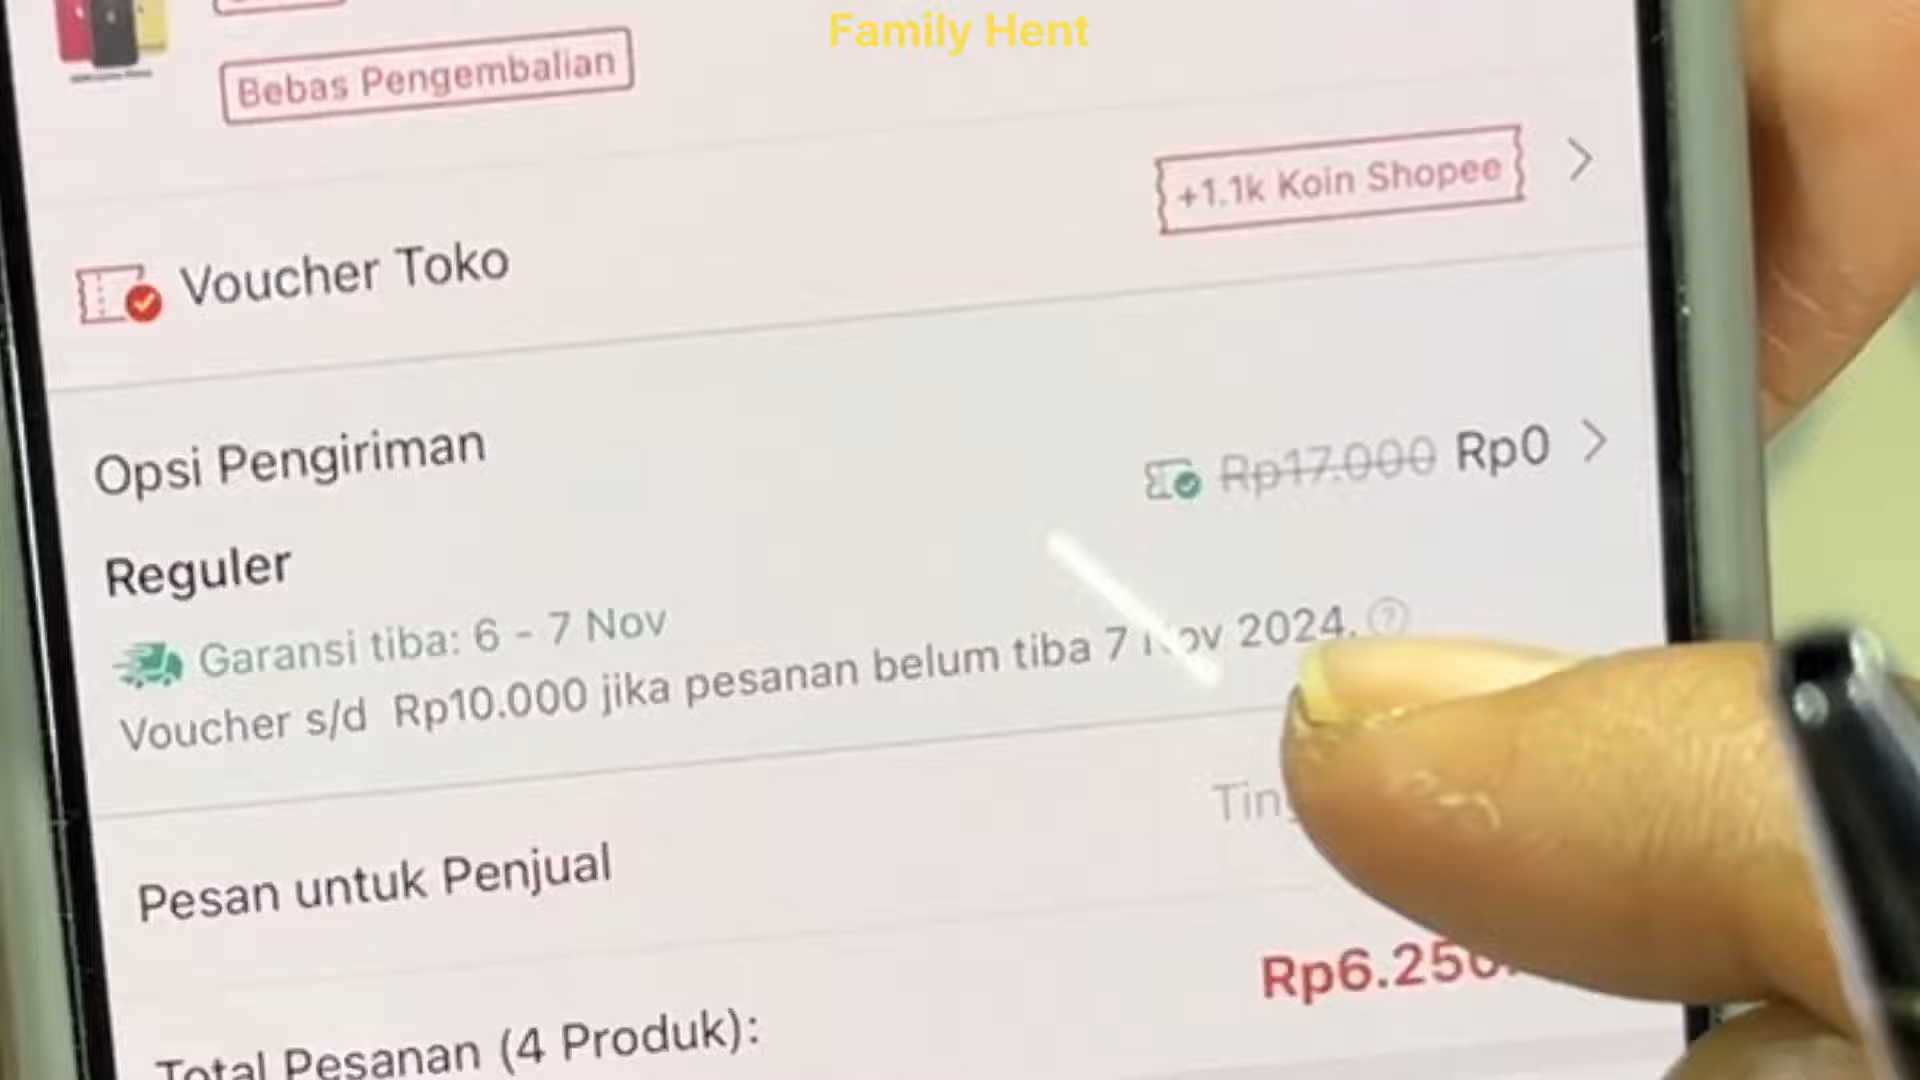 Family Hent
Bebas Pengembalian
+1.1k Koin Shopee
Voucher Toko
Opsi Pengiriman
Rp17.000 Rp0
Reguler
Garansi tiba: 6 - 7 Nov
Voucher s/d Rp10.000 jika pesanan belum tiba 7 Nov 2024.
Pesan untuk Penjual
Total Pesanan (4 Produk):